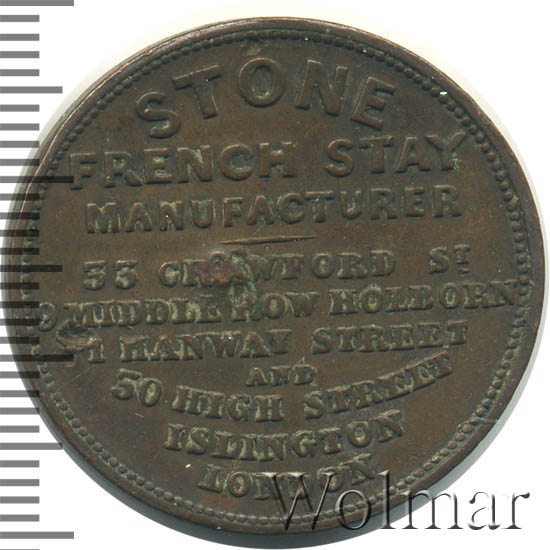 STONE
FRENCH STAY
MANUFACTURER
33 CRAWFORD ST
9 MIDDLE ROW HOLBORN
HANWAY STREET
AND
50 HIGH STREET
ISLINGTON
LONDON
Wolmar